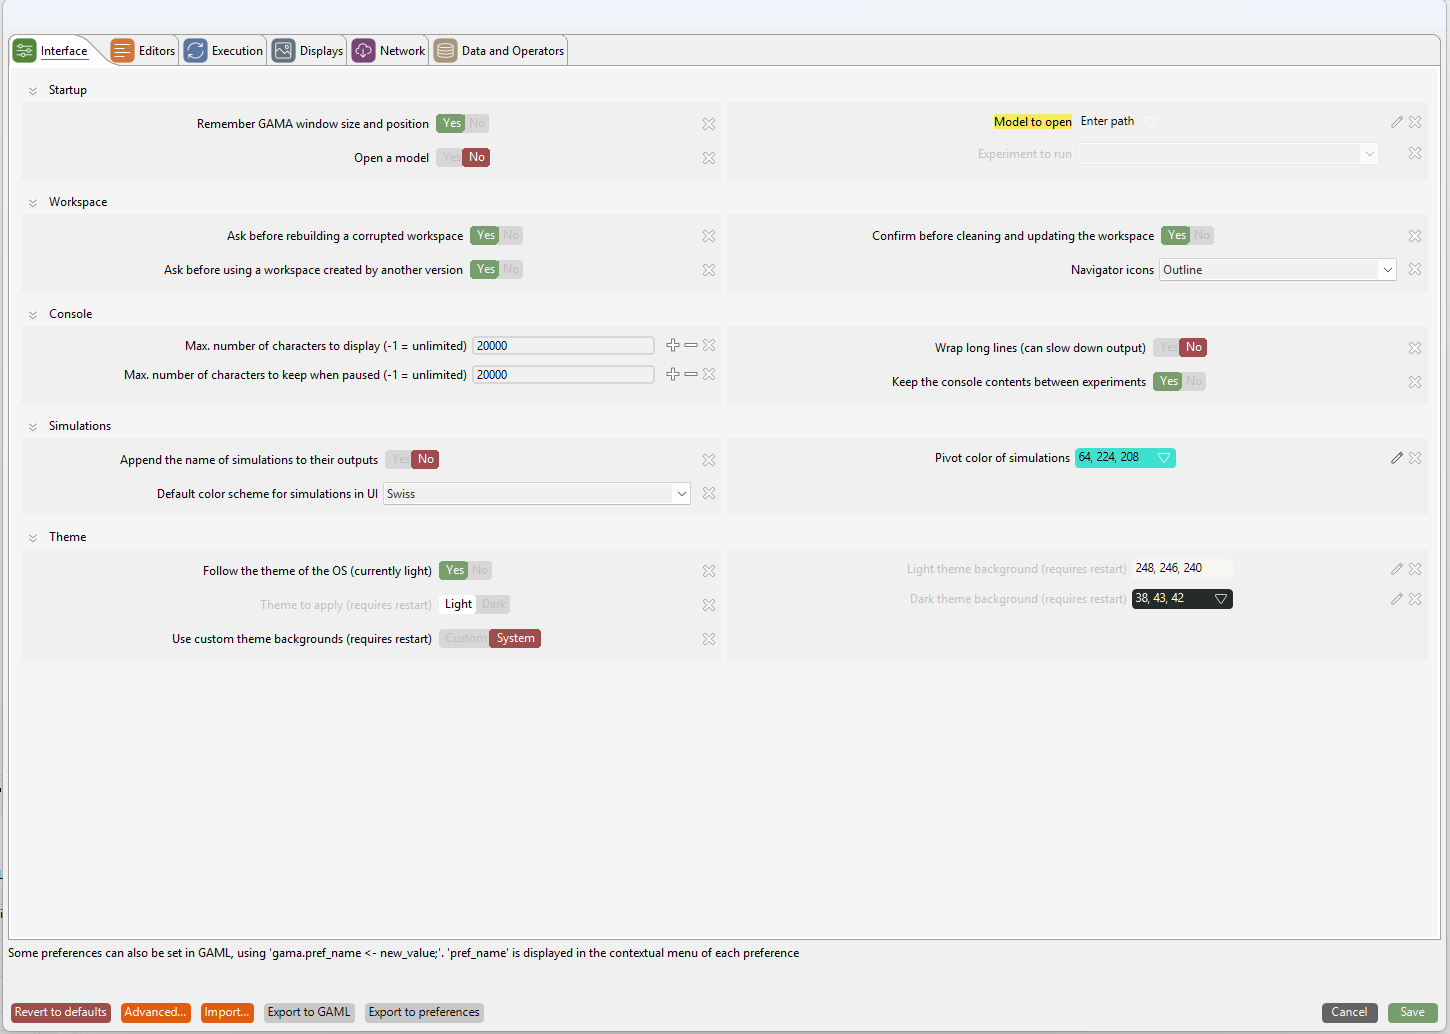 Interface Editors Execution Displays Network Data and Operators
Startup
Remember GAMA window size and position Yes No
Model to open Enter path
Open a model Yes No
Experiment to run
Workspace
Ask before rebuilding a corrupted workspace Yes No
Confirm before cleaning and updating the workspace Yes No
Ask before using a workspace created by another version Yes No
Navigator icons Outline
Console
Max. number of characters to display (-1 = unlimited) 20000
Wrap long lines (can slow down output) Yes No
Max. number of characters to keep when paused (-1 = unlimited) 20000
Keep the console contents between experiments Yes No
Simulations
Append the name of simulations to their outputs Yes No
Pivot color of simulations 64, 224, 208
Default color scheme for simulations in UI Swiss
Theme
Follow the theme of the OS (currently light) Yes No
Light theme background (requires restart) 248, 246, 240
Theme to apply (requires restart) Light Dark
Dark theme background (requires restart) 38, 43, 42
Use custom theme backgrounds (requires restart) Custom System
Some preferences can also be set in GAML, using 'gama.pref_name <- new_value;'. 'pref_name' is displayed in the contextual menu of each preference
Revert to defaults Advanced... Import... Export to GAML Export to preferences Cancel Save